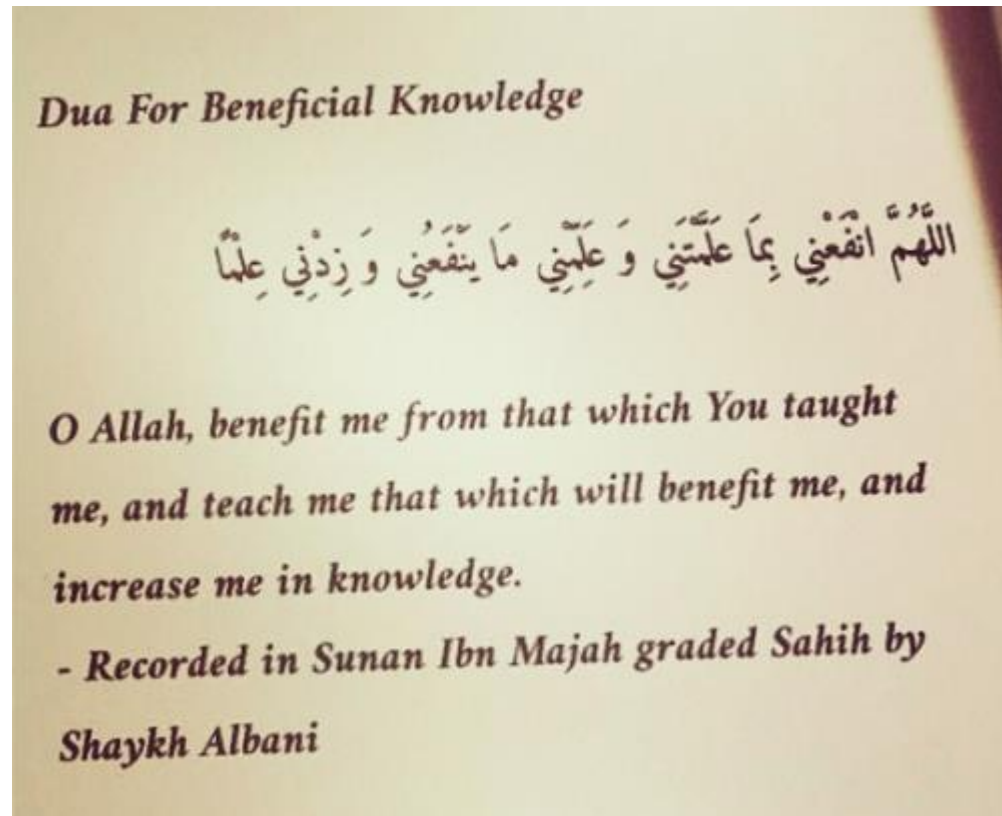 Dua For Beneficial Knowledge
اللَّهُمَّ انْفَعْنِي بِمَا عَلَّمْتَنِي وَ عَلِّمْنِي مَا يَنْفَعُنِي وَ زِدْنِي عِلْمًا
O Allah, benefit me from that which You taught
me, and teach me that which will benefit me, and
increase me in knowledge.
- Recorded in Sunan Ibn Majah graded Sahih by
Shaykh Albani